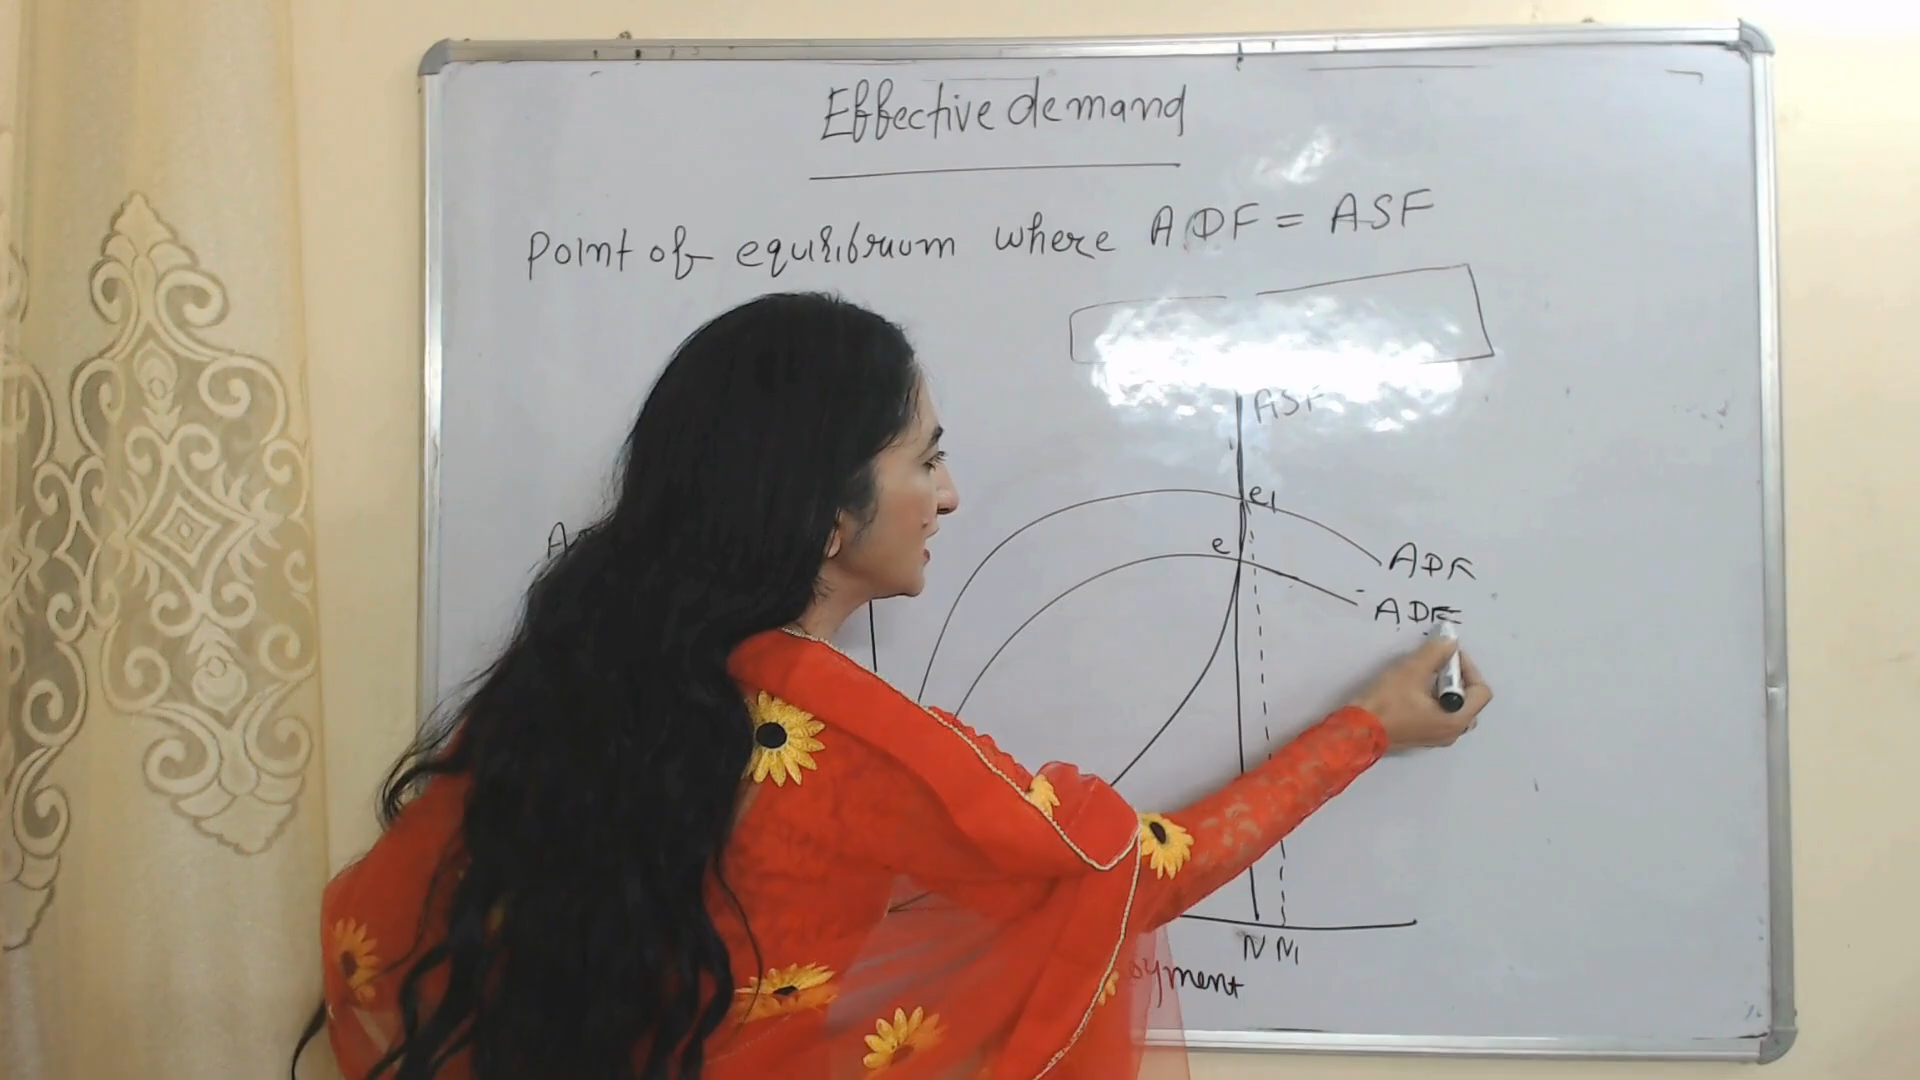 Effective demand
Point of equilibrium where ADF = ASF
ASF
e1
e
ADF
ADF
N N1
oyment